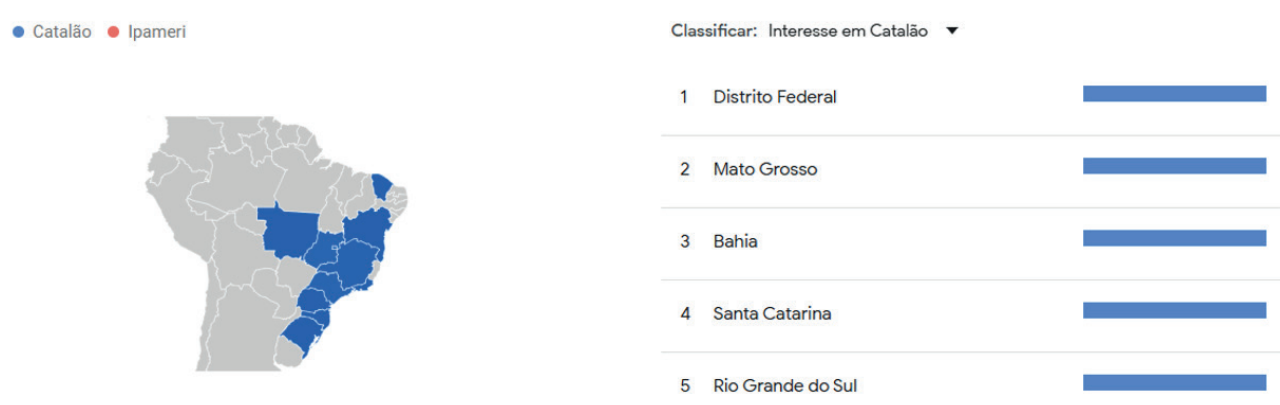 Catalão Ipameri
Classificar: Interesse em Catalão
1 Distrito Federal
2 Mato Grosso
3 Bahia
4 Santa Catarina
5 Rio Grande do Sul